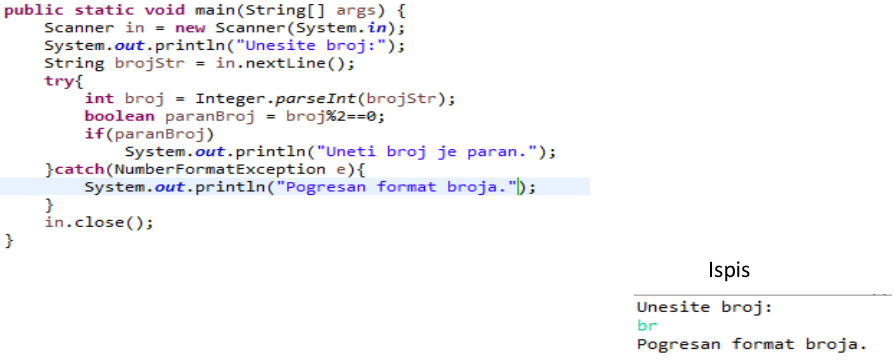 public static void main(String[] args) {
    Scanner in = new Scanner(System.in);
    System.out.println("Unesite broj:");
    String brojStr = in.nextLine();
    try{
        int broj = Integer.parseInt(brojStr);
        boolean paranBroj = broj%2==0;
        if(paranBroj)
            System.out.println("Uneti broj je paran.");
    }catch(NumberFormatException e){
        System.out.println("Pogresan format broja.");
    }
    in.close();
}
Ispis
Unesite broj:
br
Pogresan format broja.